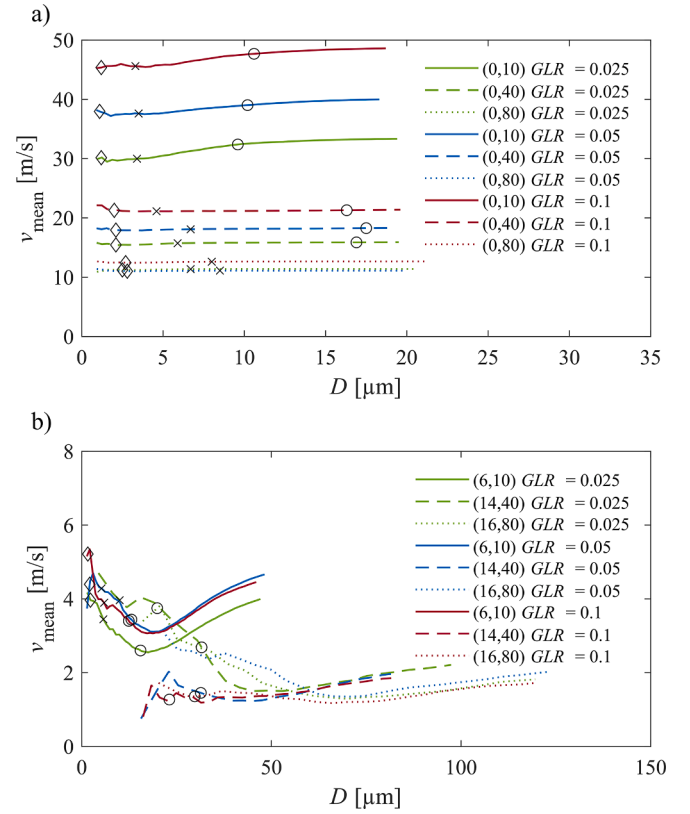 a)
50
40
30
20
10
0
v_mean [m/s]
0 5 10 15 20 25 30 35
D [µm]
(0,10) GLR = 0.025
(0,40) GLR = 0.025
(0,80) GLR = 0.025
(0,10) GLR = 0.05
(0,40) GLR = 0.05
(0,80) GLR = 0.05
(0,10) GLR = 0.1
(0,40) GLR = 0.1
(0,80) GLR = 0.1
b)
8
6
4
2
0
v_mean [m/s]
0 50 100 150
D [µm]
(6,10) GLR = 0.025
(14,40) GLR = 0.025
(16,80) GLR = 0.025
(6,10) GLR = 0.05
(14,40) GLR = 0.05
(16,80) GLR = 0.05
(6,10) GLR = 0.1
(14,40) GLR = 0.1
(16,80) GLR = 0.1